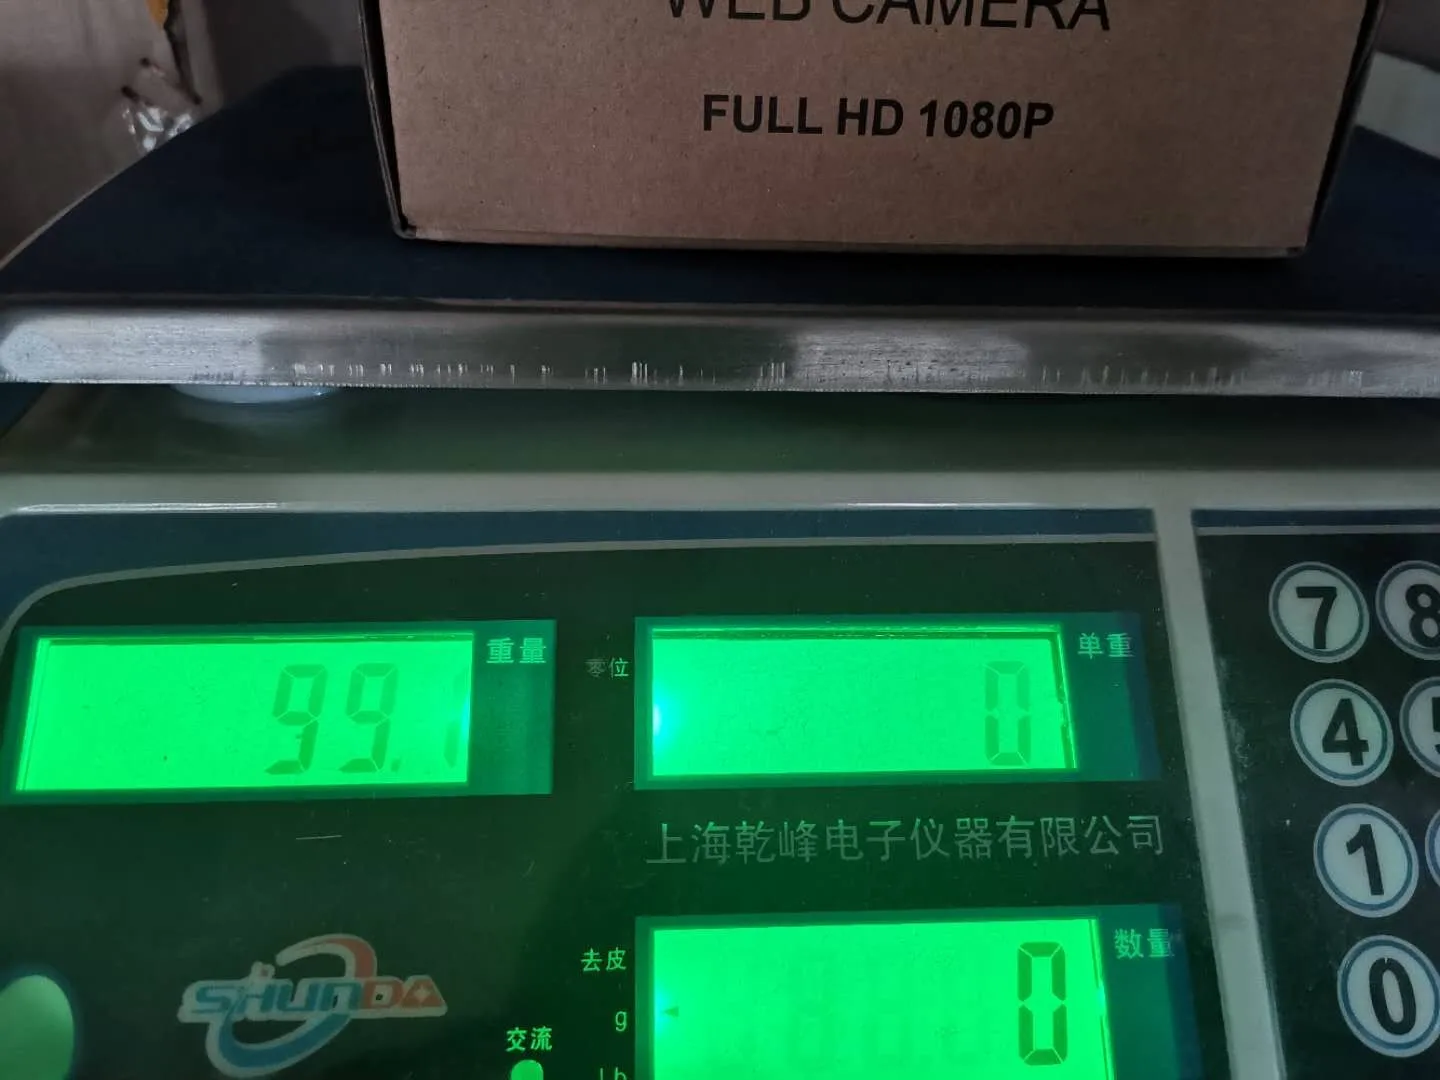 WEB CAMERA
FULL HD 1080P
重量
99.1
零位
单重
0
上海乾峰电子仪器有限公司
SHUNDA
去皮
g
Lb
交流
数量
0
7
8
4
5
1
0